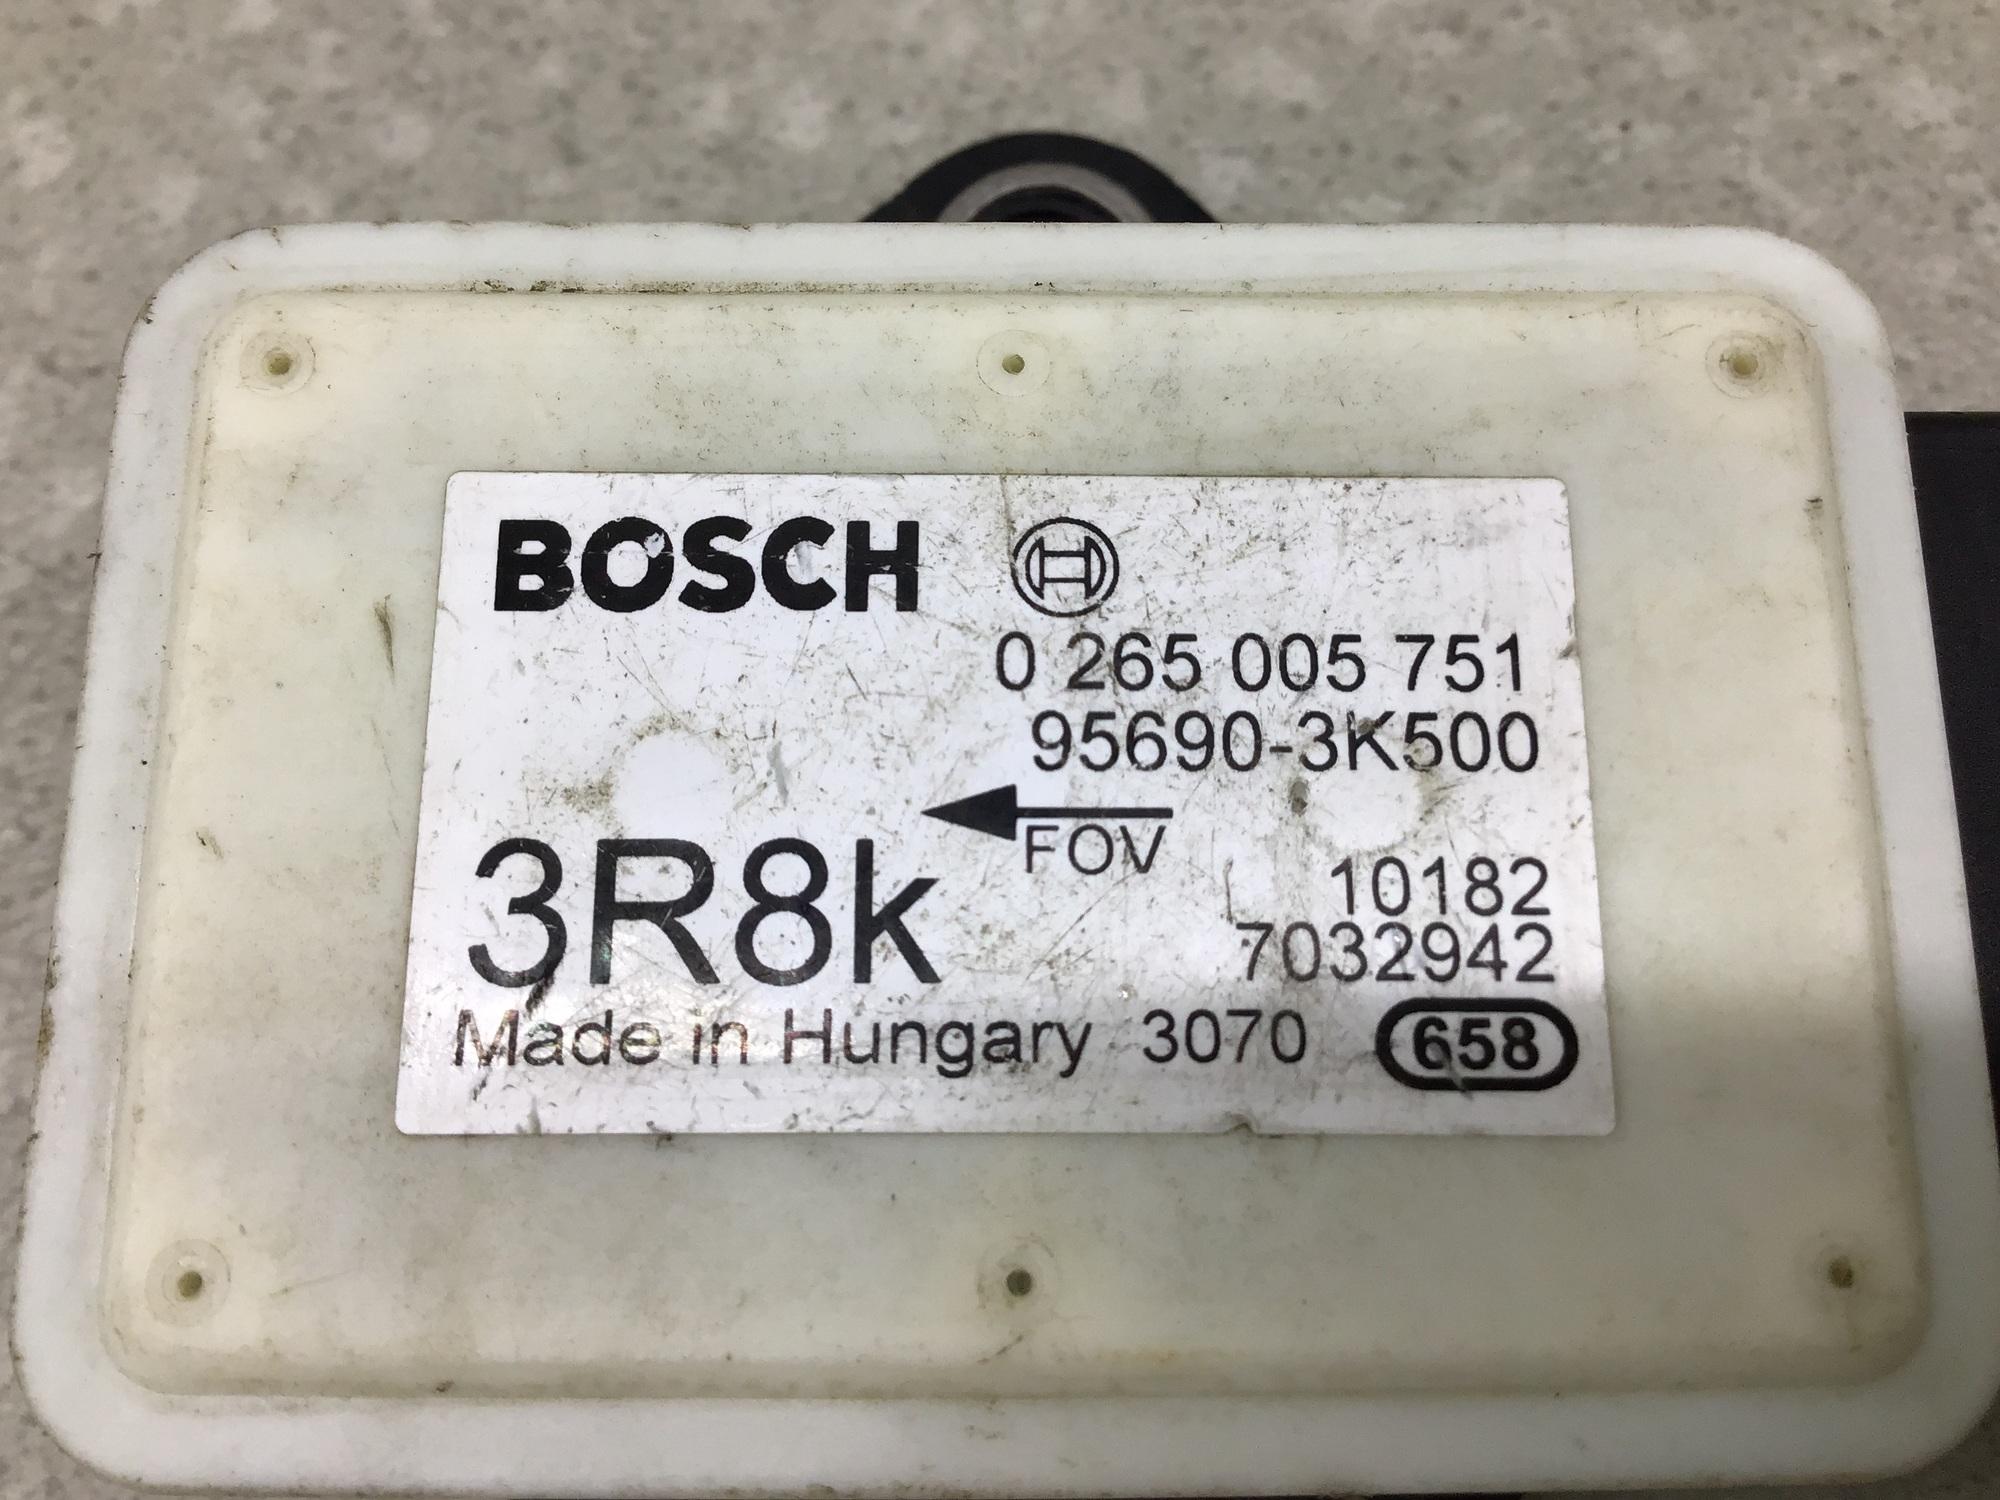 BOSCH
0 265 005 751
95690-3K500
FOV
3R8k
10182
7032942
Made in Hungary 3070 658